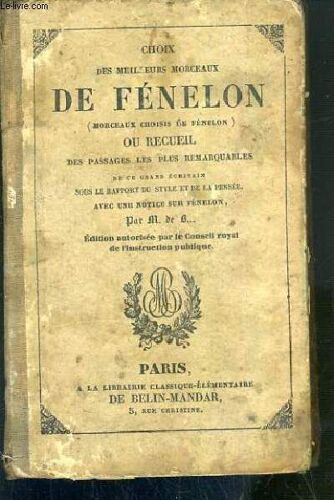 LE-LIVRE.COM
CHOIX
DES MEILLEURS MORCEAUX
DE FÉNELON
(MORCEAUX CHOISIS DE FÉNELON)
OU RECUEIL
DES PASSAGES LES PLUS REMARQUABLES
DE CE GRAND ÉCRIVAIN
SOUS LE RAPPORT DU STYLE ET DE LA PENSÉE,
AVEC UNE NOTICE SUR FÉNELON,
Par M. de B...
Édition autorisée par le Conseil royal
de l'instruction publique.
PARIS,
A LA LIBRAIRIE CLASSIQUE-ÉLÉMENTAIRE
DE BELIN-MANDAR,
5, RUE CHRISTINE.